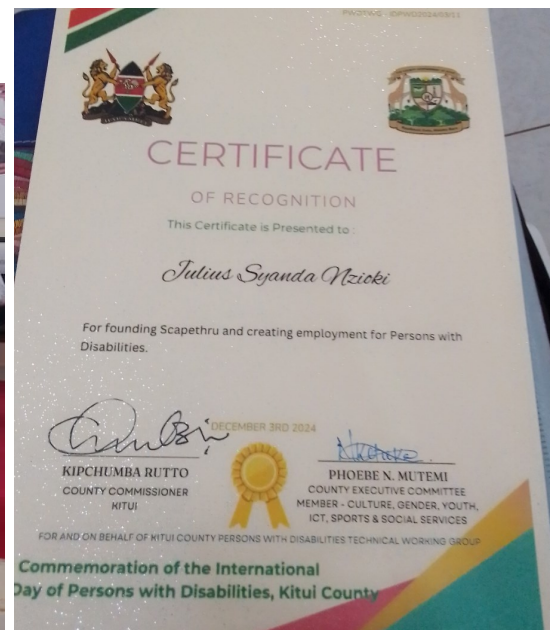 CERTIFICATE
OF RECOGNITION
This Certificate is Presented to :
Julius Syanda Nzioki
For founding Scapethru and creating employment for Persons with
Disabilities.
DECEMBER 3RD 2024
KIPCHUMBA RUTTO
COUNTY COMMISSIONER
KITUI
PHOEBE N. MUTEMI
COUNTY EXECUTIVE COMMITTEE
MEMBER - CULTURE, GENDER, YOUTH,
ICT, SPORTS & SOCIAL SERVICES
FOR AND ON BEHALF OF KITUI COUNTY PERSONS WITH DISABILITIES TECHNICAL WORKING GROUP
Commemoration of the International
Day of Persons with Disabilities, Kitui County